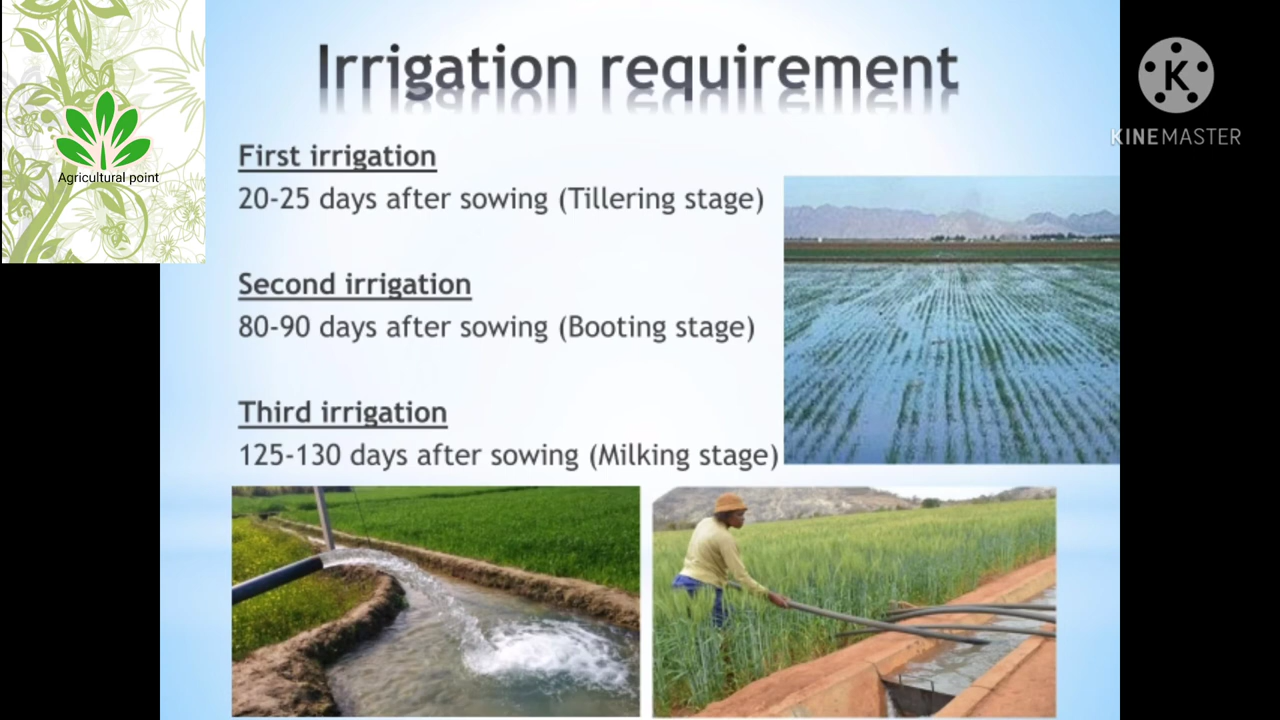 Irrigation requirement
K
KINEMASTER
Agricultural point
First irrigation
20-25 days after sowing (Tillering stage)
Second irrigation
80-90 days after sowing (Booting stage)
Third irrigation
125-130 days after sowing (Milking stage)